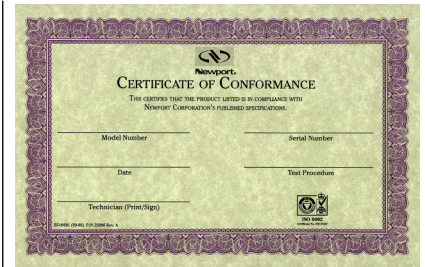 Newport.
CERTIFICATE OF CONFORMANCE
THIS CERTIFIES THAT THE PRODUCT LISTED IS IN COMPLIANCE WITH
NEWPORT CORPORATION'S PUBLISHED SPECIFICATIONS.
Model Number
Serial Number
Date
Test Procedure
Technician (Print/Sign)
ISO 9002